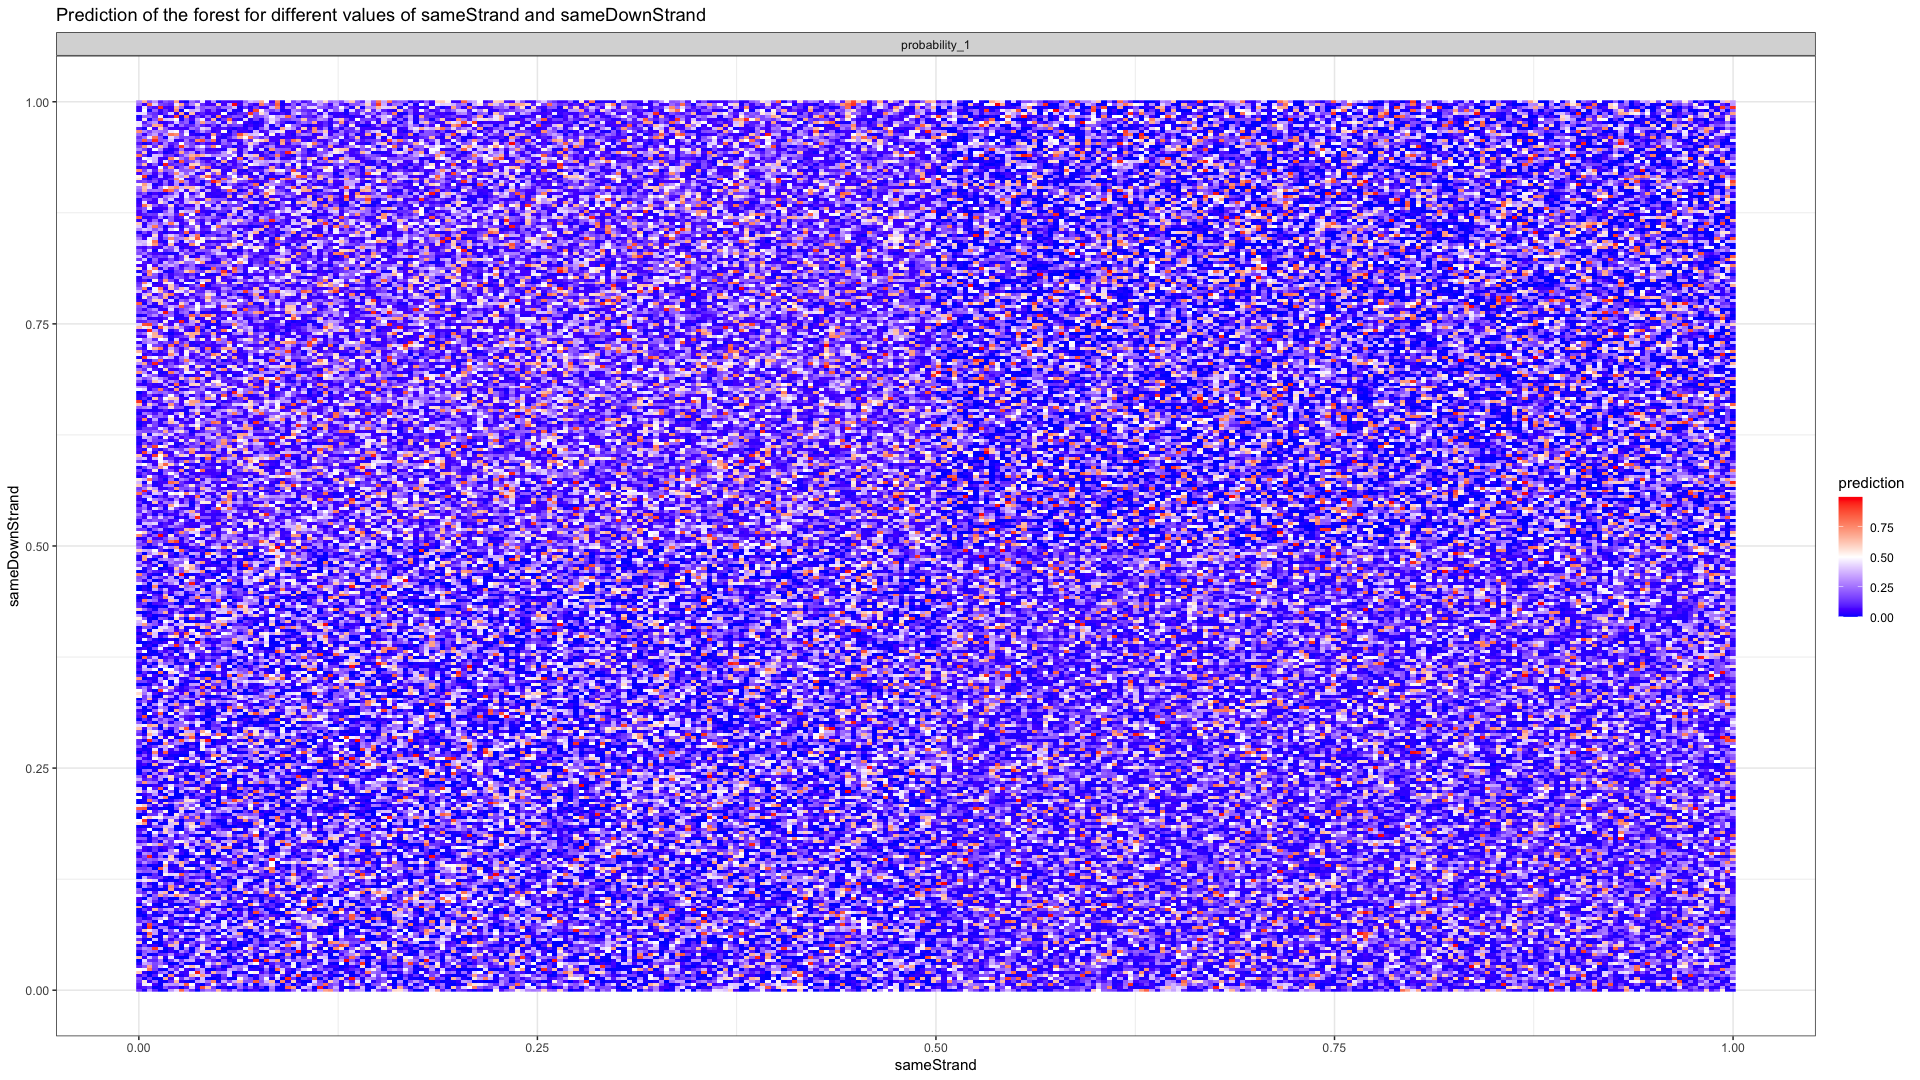 Prediction of the forest for different values of sameStrand and sameDownStrand
probability_1
1.00
0.75
0.50
0.25
0.00
sameDownStrand
0.00
0.25
0.50
0.75
1.00
sameStrand
prediction
0.75
0.50
0.25
0.00